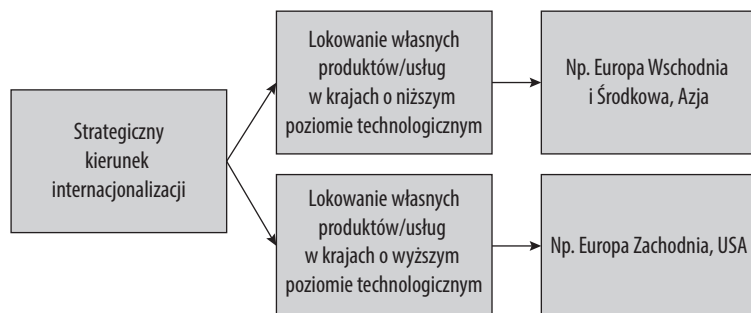 Strategiczny
kierunek
internacjonalizacji
Lokowanie własnych
produktów/usług
w krajach o niższym
poziomie technologicznym
Np. Europa Wschodnia
i Środkowa, Azja
Lokowanie własnych
produktów/usług
w krajach o wyższym
poziomie technologicznym
Np. Europa Zachodnia, USA